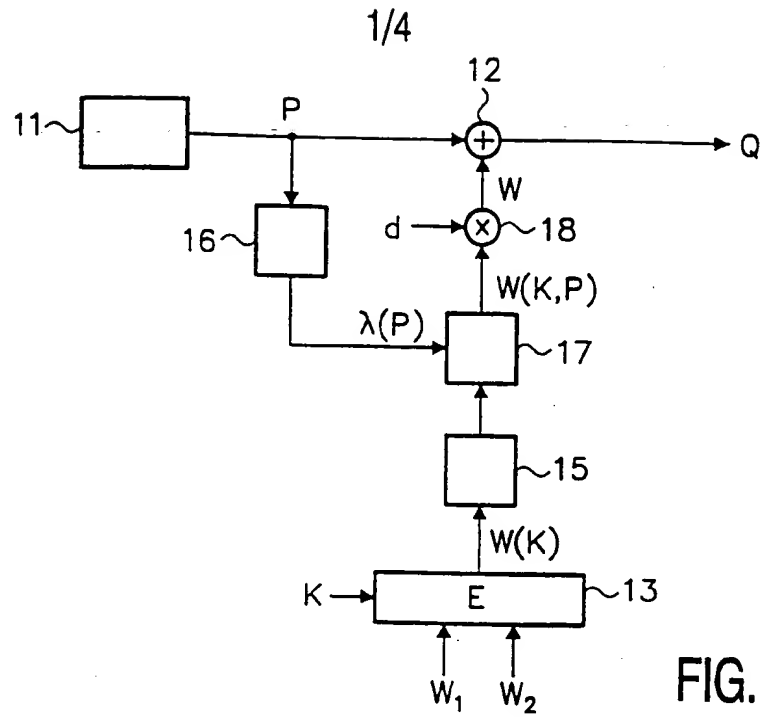 1/4
12
11
P
+
Q
W
16
d
x
18
W(K,P)
λ(P)
17
15
W(K)
K
E
13
W₁
W₂
FIG.